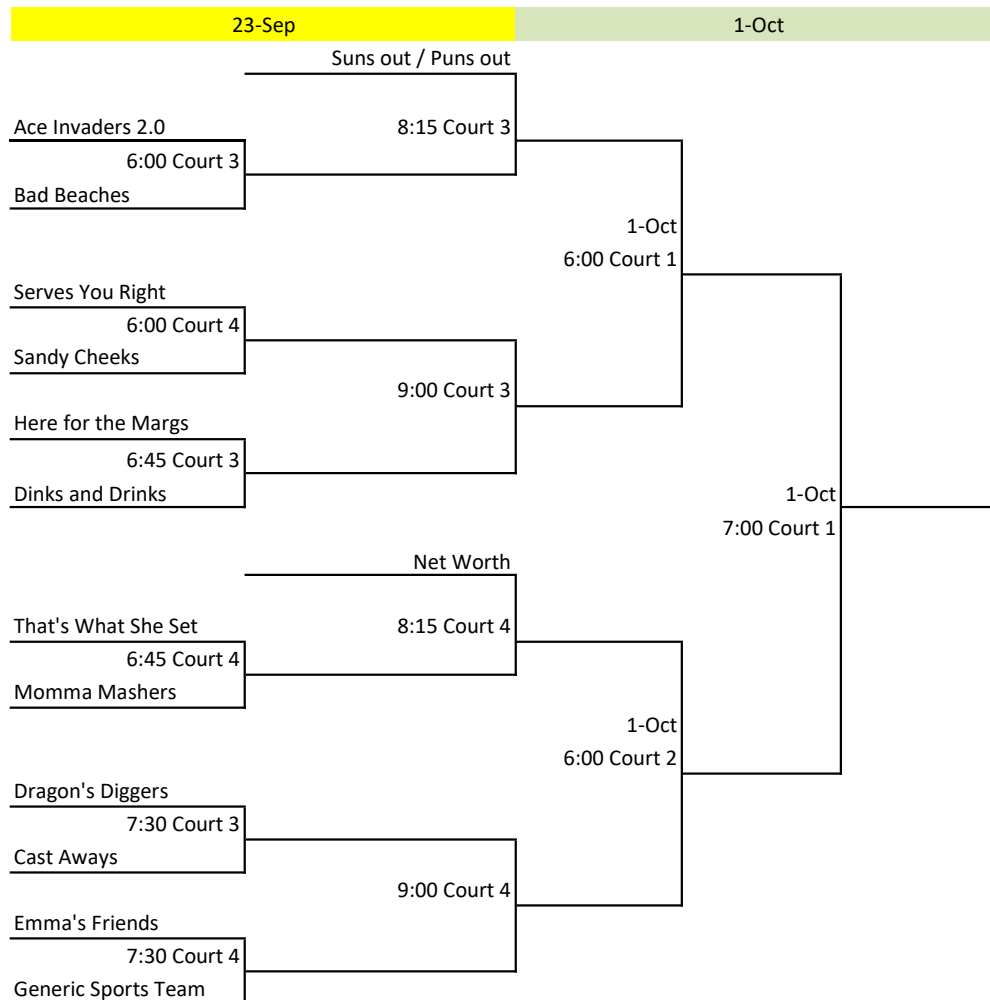 23-Sep 1-Oct
Suns out / Puns out
Ace Invaders 2.0 8:15 Court 3
6:00 Court 3
Bad Beaches
1-Oct
6:00 Court 1
Serves You Right
6:00 Court 4
Sandy Cheeks
9:00 Court 3
Here for the Margs
6:45 Court 3
Dinks and Drinks 1-Oct
7:00 Court 1
Net Worth
That's What She Set 8:15 Court 4
6:45 Court 4
Momma Mashers
1-Oct
6:00 Court 2
Dragon's Diggers
7:30 Court 3
Cast Aways
9:00 Court 4
Emma's Friends
7:30 Court 4
Generic Sports Team